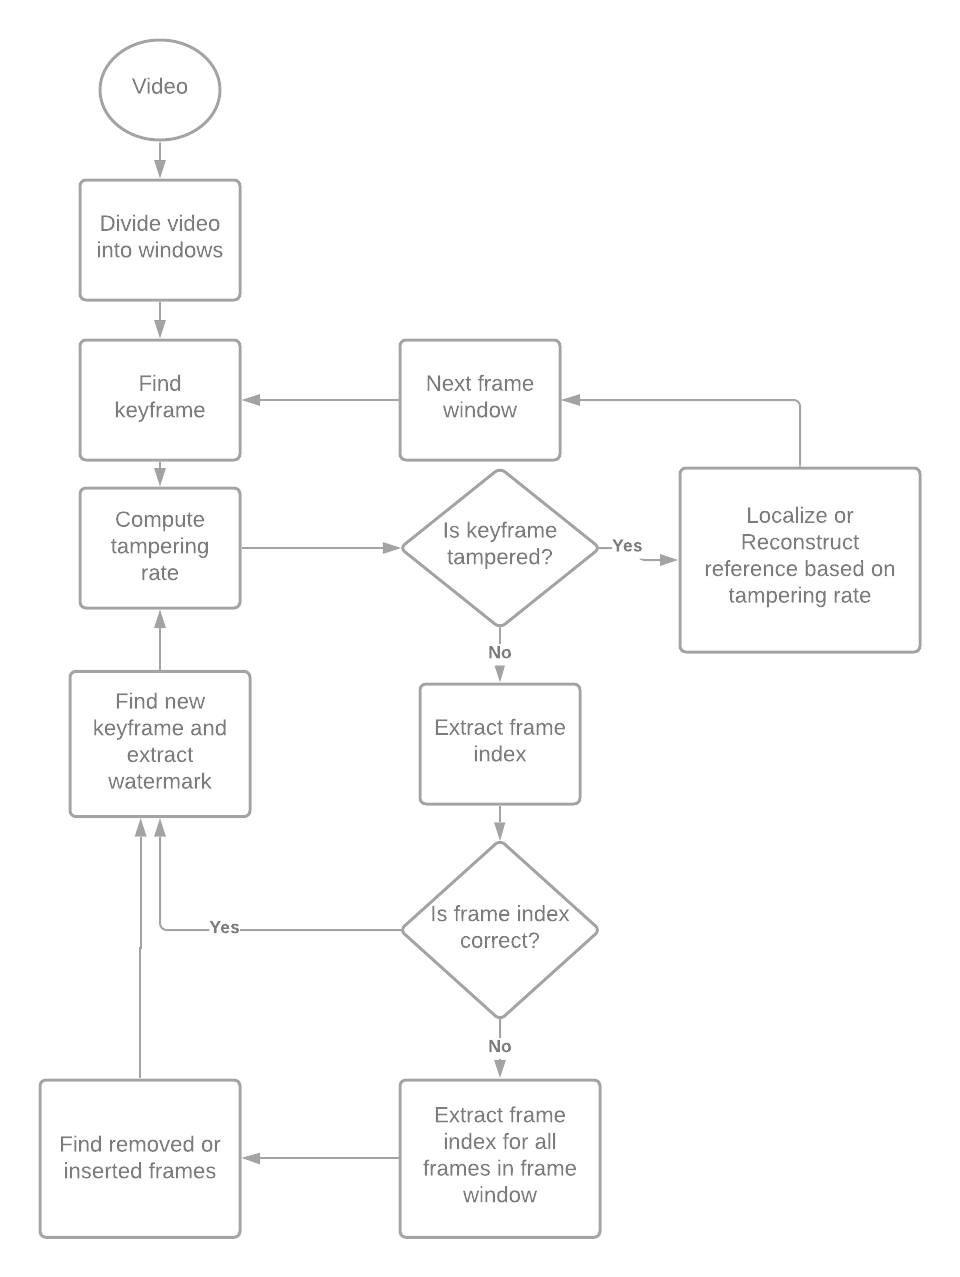 Video
Divide video
into windows
Find
keyframe
Next frame
window
Compute
tampering
rate
Is keyframe
tampered?
Yes
Localize or
Reconstruct
reference based on
tampering rate
No
Find new
keyframe and
extract
watermark
Extract frame
index
Is frame index
correct?
Yes
No
Find removed or
inserted frames
Extract frame
index for all
frames in frame
window